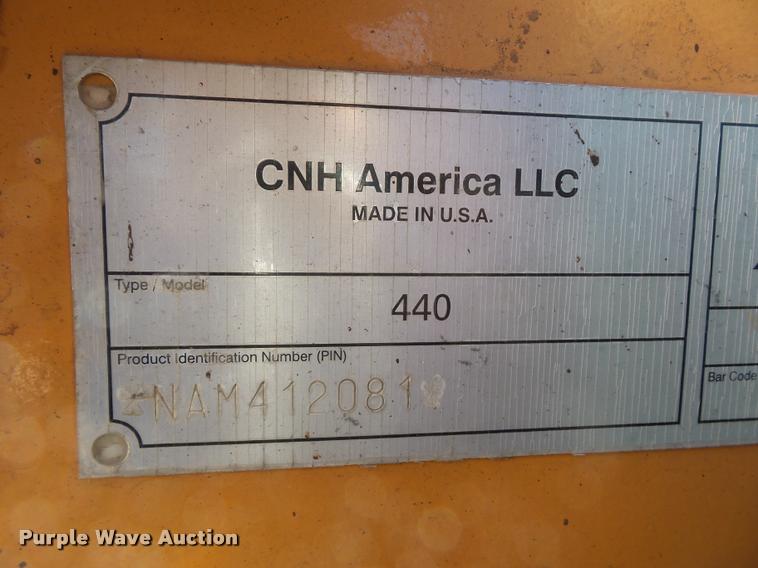 CNH America LLC
MADE IN U.S.A.
Type / Model
440
Product Identification Number (PIN)
NAM412081
Bar Code
Purple Wave Auction